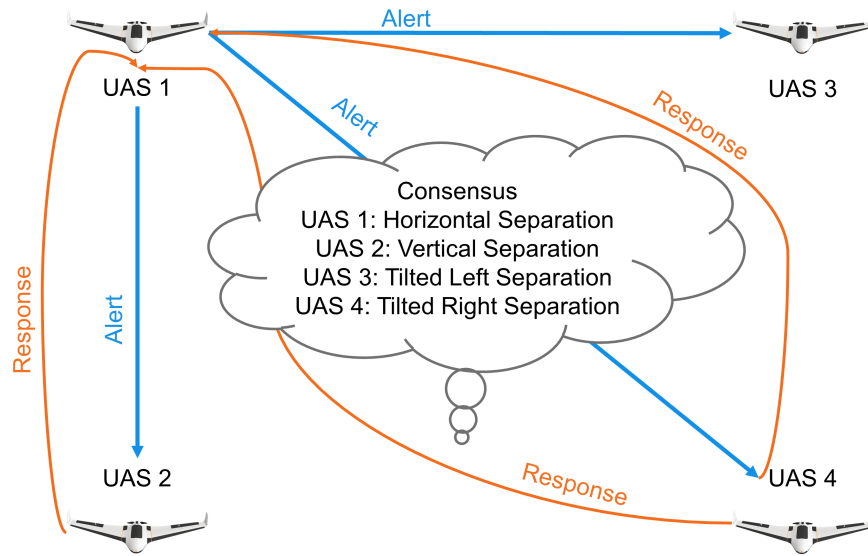 Alert
UAS 1
UAS 3
Alert
Response
Consensus
UAS 1: Horizontal Separation
UAS 2: Vertical Separation
UAS 3: Tilted Left Separation
UAS 4: Tilted Right Separation
Response
Alert
UAS 2
Response
UAS 4